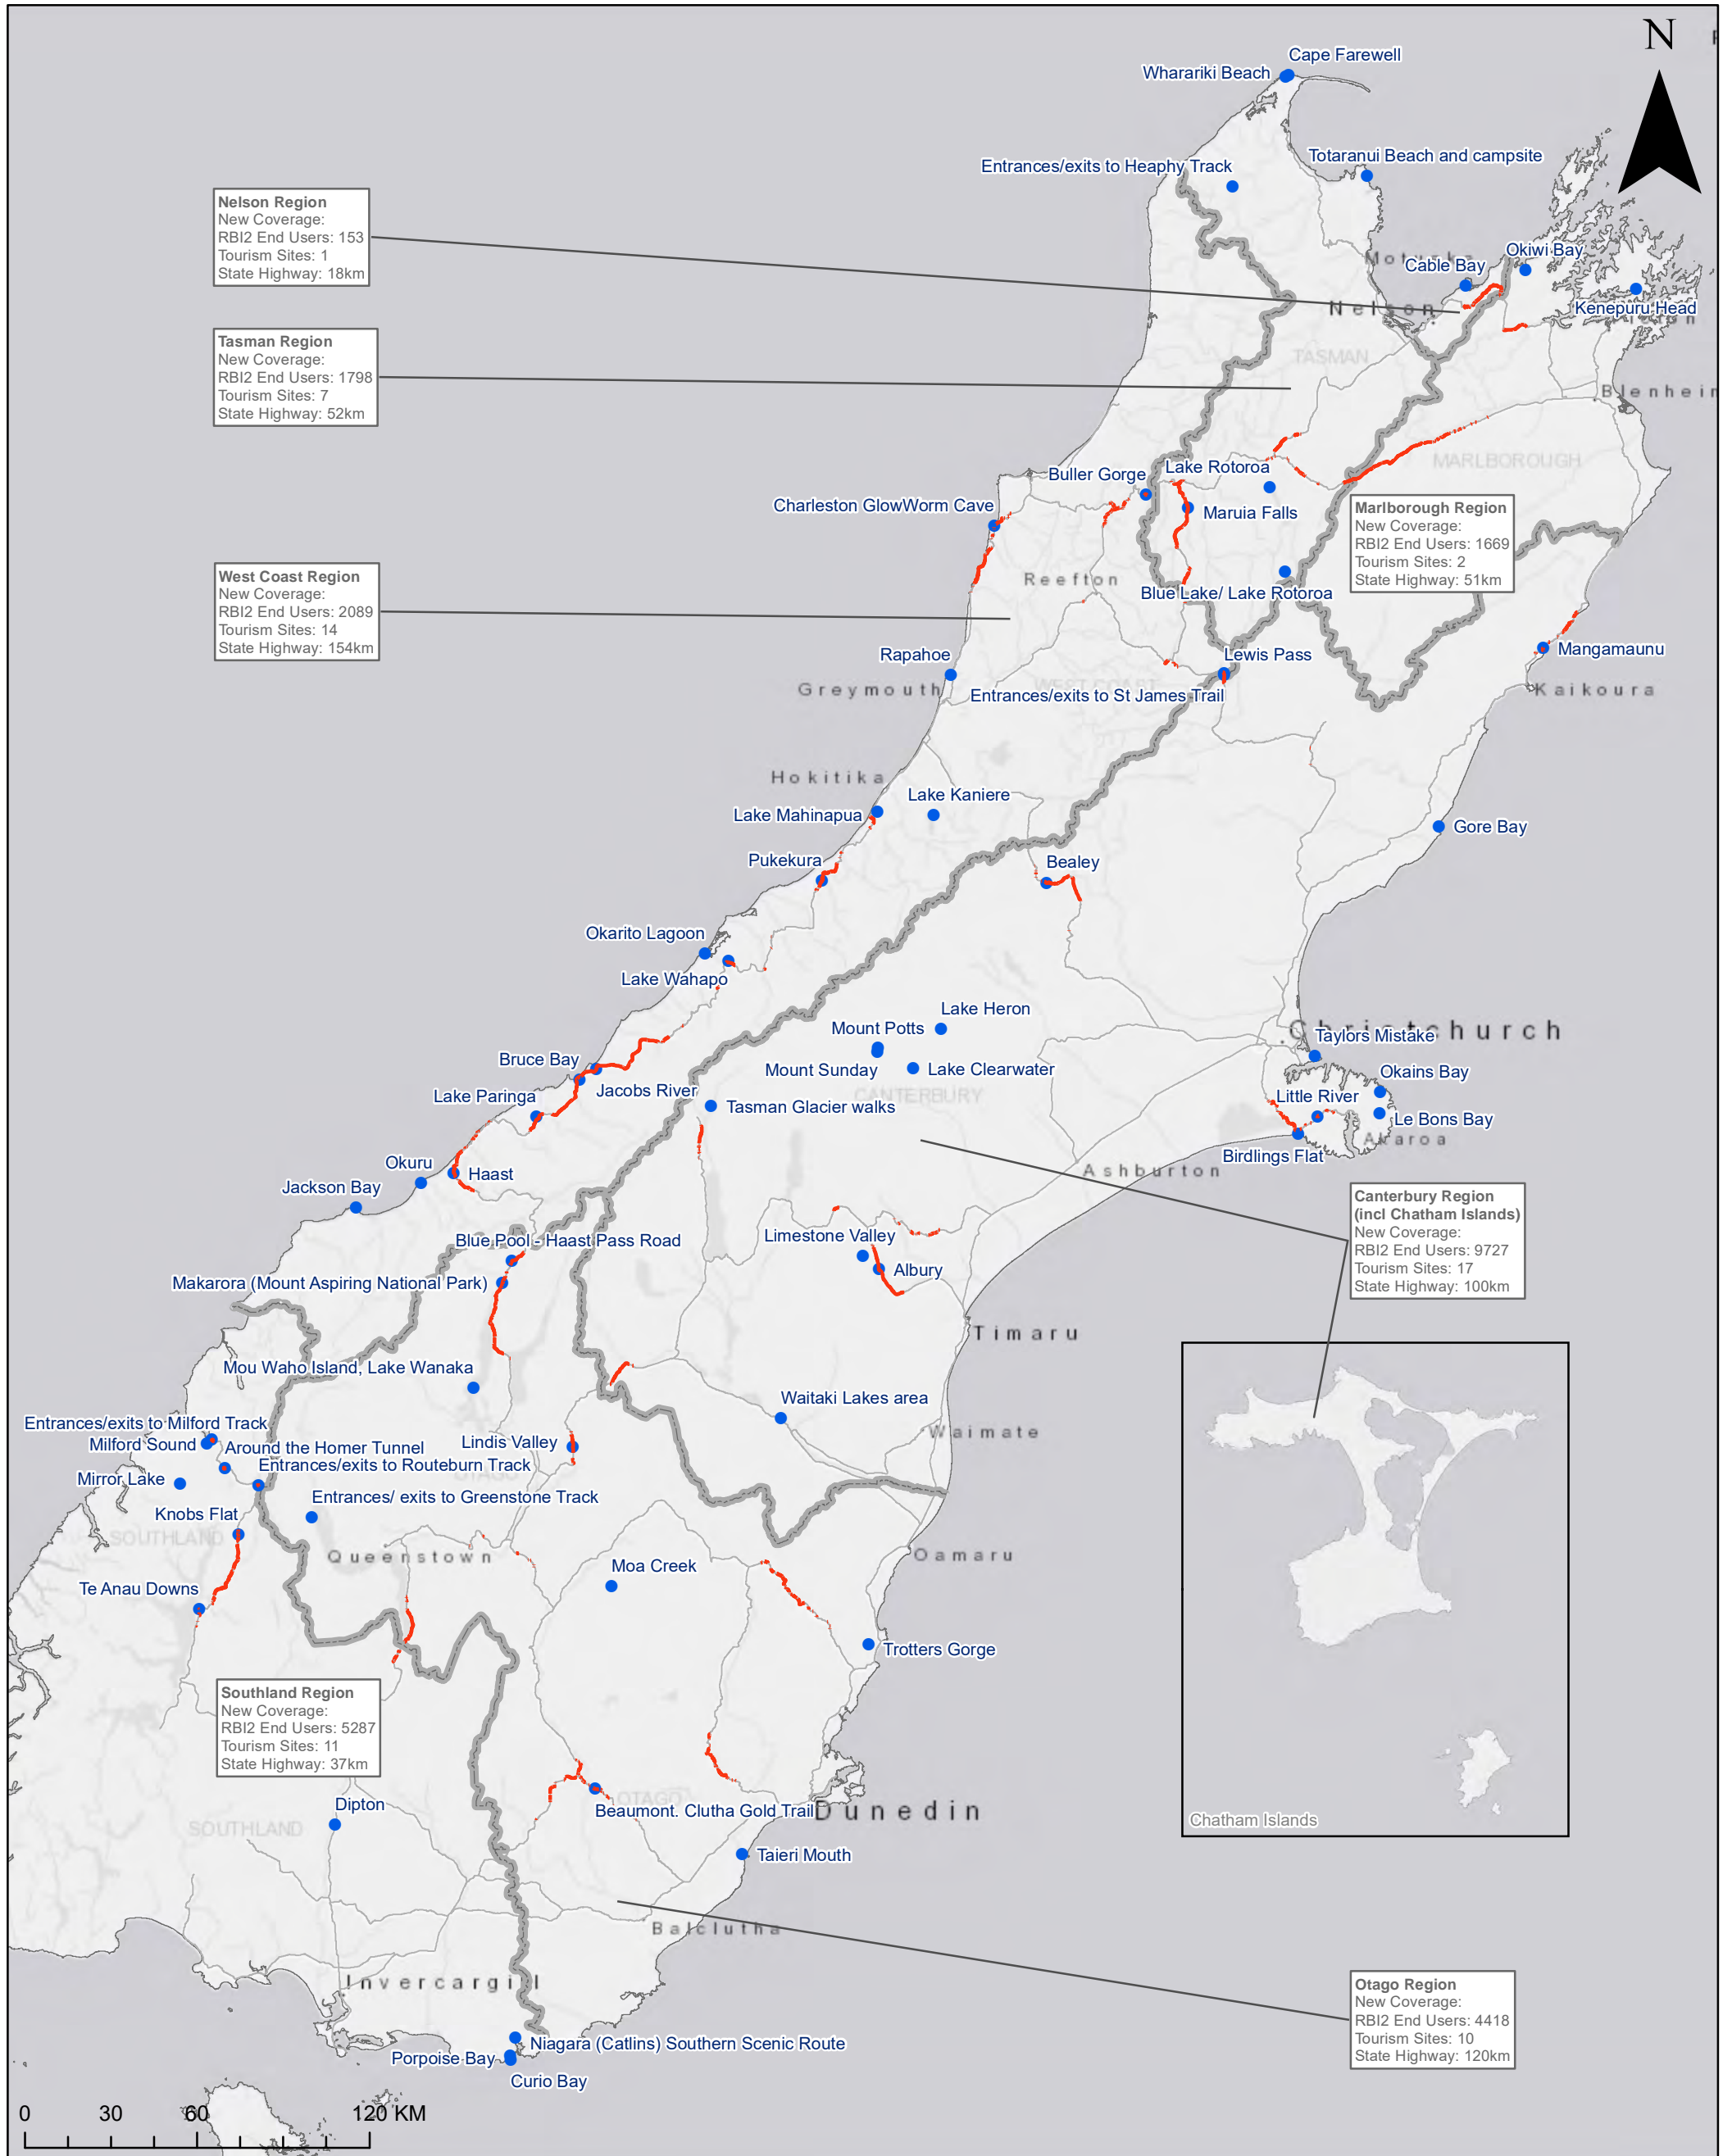 N
Cape Farewell
Wharariki Beach
Totaranui Beach and campsite
Entrances/exits to Heaphy Track
Nelson Region
New Coverage:
RBI2 End Users: 153
Tourism Sites: 1
State Highway: 18km
Okiwi Bay
Cable Bay
Kenepuru Head
Nelson
Tasman Region
New Coverage:
RBI2 End Users: 1798
Tourism Sites: 7
State Highway: 52km
TASMAN
Blenheim
MARLBOROUGH
Lake Rotoroa
Buller Gorge
Charleston GlowWorm Cave
Maruia Falls
Marlborough Region
New Coverage:
RBI2 End Users: 1669
Tourism Sites: 2
State Highway: 51km
West Coast Region
New Coverage:
RBI2 End Users: 2089
Tourism Sites: 14
State Highway: 154km
Reefton
Blue Lake/ Lake Rotoroa
Mangamaunu
Rapahoe
Lewis Pass
Greymouth
WEST COAST
Kaikoura
Entrances/exits to St James Trail
Hokitika
Lake Kaniere
Lake Mahinapua
Gore Bay
Pukekura
Bealey
Okarito Lagoon
Lake Wahapo
Lake Heron
Mount Potts
Christchurch
Taylors Mistake
Bruce Bay
Mount Sunday
Lake Clearwater
Okains Bay
Jacobs River
Lake Paringa
CANTERBURY
Little River
Tasman Glacier walks
Le Bons Bay
Akaroa
Birdlings Flat
Ashburton
Okuru
Haast
Jackson Bay
Canterbury Region
(incl Chatham Islands)
New Coverage:
RBI2 End Users: 9727
Tourism Sites: 17
State Highway: 100km
Blue Pool - Haast Pass Road
Limestone Valley
Albury
Makarora (Mount Aspiring National Park)
Timaru
Mou Waho Island, Lake Wanaka
Waitaki Lakes area
Waimate
Entrances/exits to Milford Track
Milford Sound
Around the Homer Tunnel
Lindis Valley
Entrances/exits to Routeburn Track
OTAGO
Mirror Lake
Entrances/ exits to Greenstone Track
Knobs Flat
SOUTHLAND
Queenstown
Oamaru
Moa Creek
Te Anau Downs
Trotters Gorge
Southland Region
New Coverage:
RBI2 End Users: 5287
Tourism Sites: 11
State Highway: 37km
OTAGO
Dipton
Beaumont. Clutha Gold Trail
Dunedin
SOUTHLAND
Chatham Islands
Taieri Mouth
Balclutha
Invercargill
Otago Region
New Coverage:
RBI2 End Users: 4418
Tourism Sites: 10
State Highway: 120km
Niagara (Catlins) Southern Scenic Route
Porpoise Bay
Curio Bay
0 30 60 120 KM